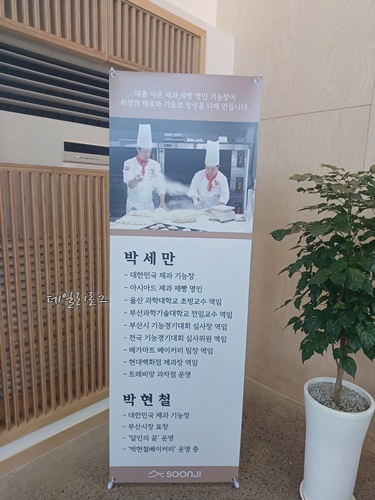 대를 이은 제과,제빵 명인 기능장이
최상의 재료와 기술로 정성을 다해 만듭니다.
박세만
- 대한민국 제과 기능장
- 아시아드 제과 제빵 명인
- 울산 과학대학교 초빙교수 역임
- 부산과학기술대학교 전임교수 역임
- 부산시 기능경기대회 심사장 역임
- 전국 기능경기대회 심사위원 역임
- 메가마트 베이커리 팀장 역임
- 현대백화점 제과장 역임
- 트레비앙 과자점 운영
박현철
- 대한민국 제과 기능장
- 부산시장 표창
- '달인의 꿈' 운영
- '박현철베이커리' 운영 중
SOONJI
데일리로그